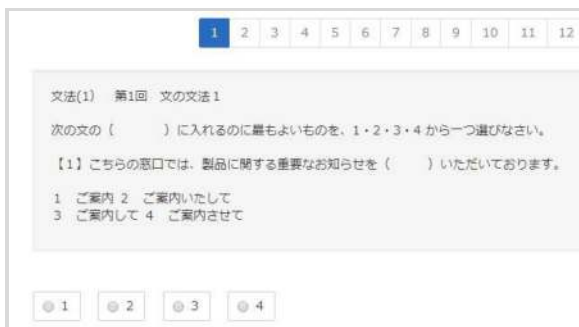 1 2 3 4 5 6 7 8 9 10 11 12
文法(1)　第1回　文の文法1
次の文の（　　　）に入れるのに最もよいものを、1・2・3・4 から一つ選びなさい。
【1】こちらの窓口では、製品に関する重要なお知らせを（　　　）いただいております。
1　ご案内 2　ご案内いたして
3　ご案内して 4　ご案内させて
1 2 3 4